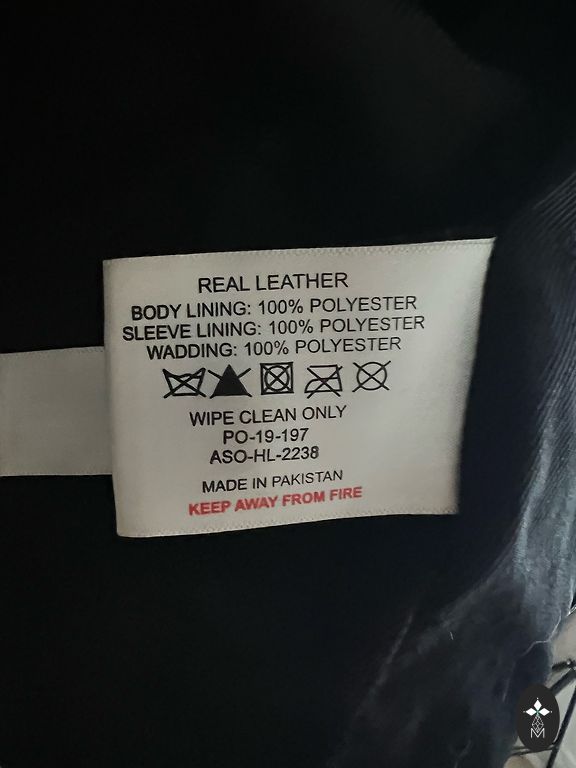 REAL LEATHER
BODY LINING: 100% POLYESTER
SLEEVE LINING: 100% POLYESTER
WADDING: 100% POLYESTER
WIPE CLEAN ONLY
PO-19-197
ASO-HL-2238
MADE IN PAKISTAN
KEEP AWAY FROM FIRE
M